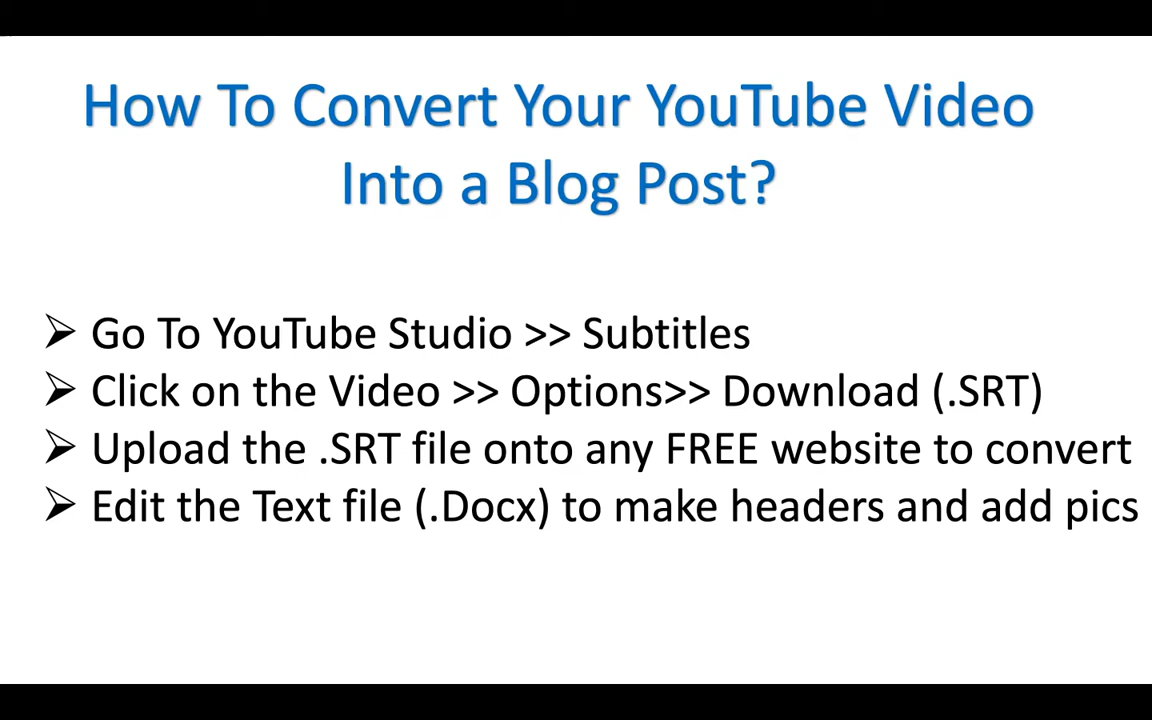 How To Convert Your YouTube Video
Into a Blog Post?
➢ Go To YouTube Studio >> Subtitles
➢ Click on the Video >> Options>> Download (.SRT)
➢ Upload the .SRT file onto any FREE website to convert
➢ Edit the Text file (.Docx) to make headers and add pics